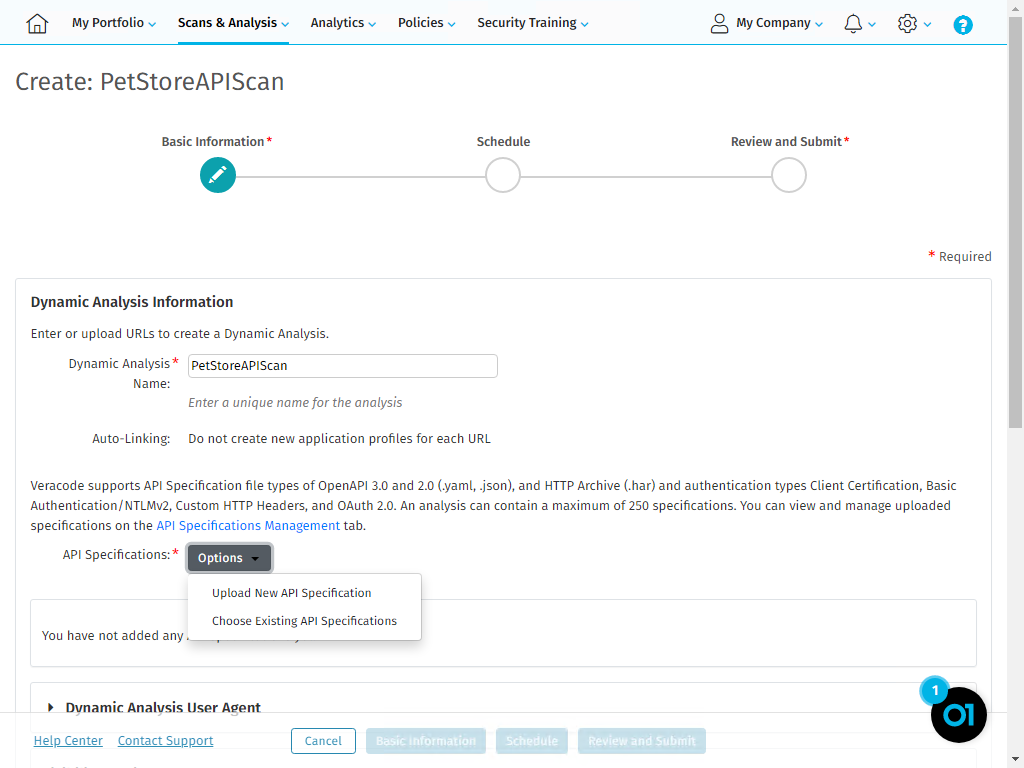 My Portfolio
Scans & Analysis
Analytics
Policies
Security Training
My Company
?
Create: PetStoreAPIScan
Basic Information *
Schedule
Review and Submit *
* Required
Dynamic Analysis Information
Enter or upload URLs to create a Dynamic Analysis.
Dynamic Analysis *
Name:
PetStoreAPIScan
Enter a unique name for the analysis
Auto-Linking:
Do not create new application profiles for each URL
Veracode supports API Specification file types of OpenAPI 3.0 and 2.0 (.yaml, .json), and HTTP Archive (.har) and authentication types Client Certification, Basic
Authentication/NTLMv2, Custom HTTP Headers, and OAuth 2.0. An analysis can contain a maximum of 250 specifications. You can view and manage uploaded
specifications on the API Specifications Management tab.
API Specifications: *
Options
Upload New API Specification
Choose Existing API Specifications
You have not added any
Dynamic Analysis User Agent
1
01
Help Center
Contact Support
Cancel
Basic Information
Schedule
Review and Submit